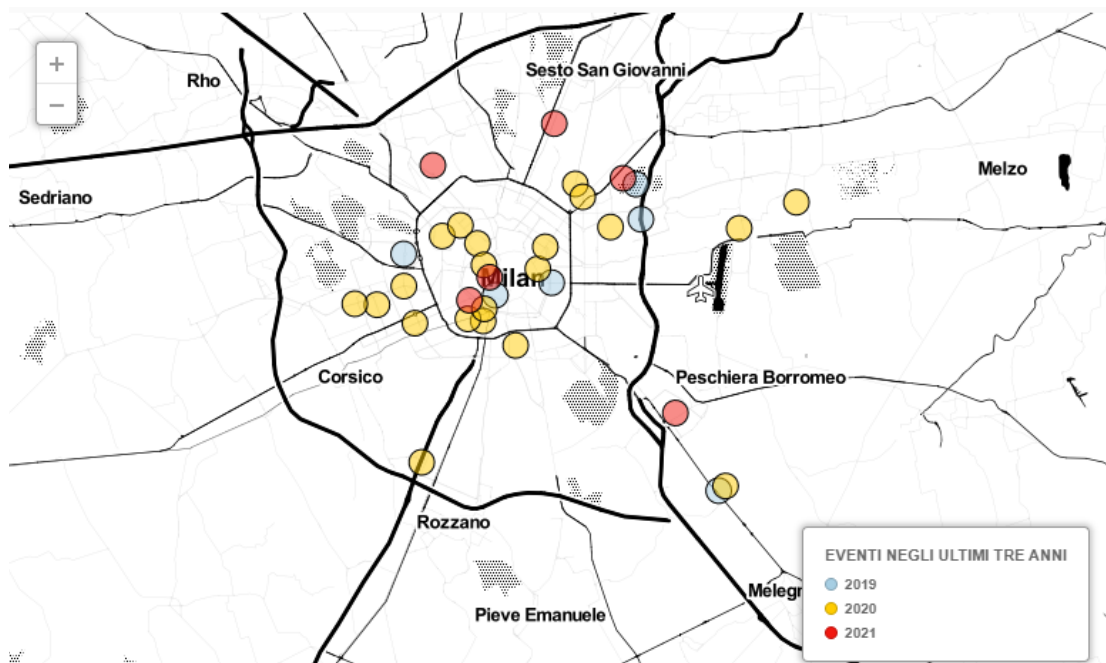 +
Rho
Sesto San Giovanni
−
Melzo
Sedriano
Milan
Corsico
Peschiera Borromeo
Rozzano
EVENTI NEGLI ULTIMI TRE ANNI
2019
Melegr
2020
Pieve Emanuele
2021